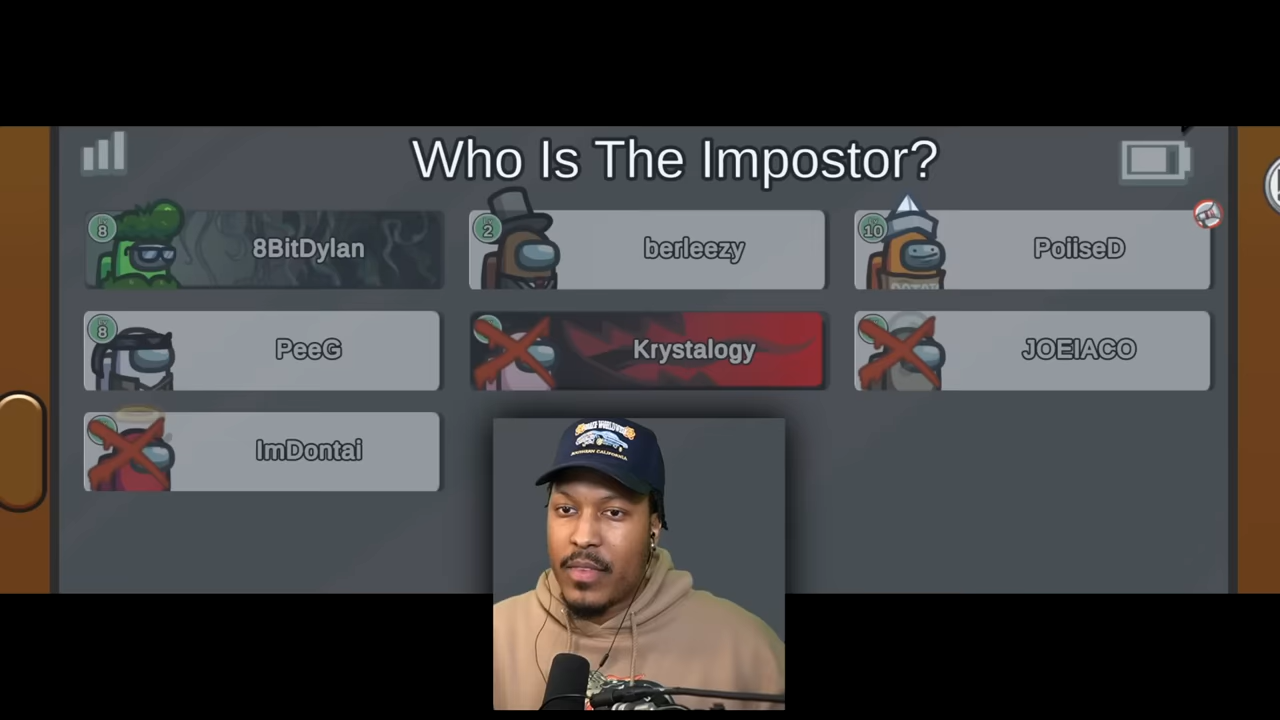 Who Is The Impostor?
8
8BitDylan
2
berleezy
10
PoiiseD
8
PeeG
Krystalogy
JOEIACO
ImDontai